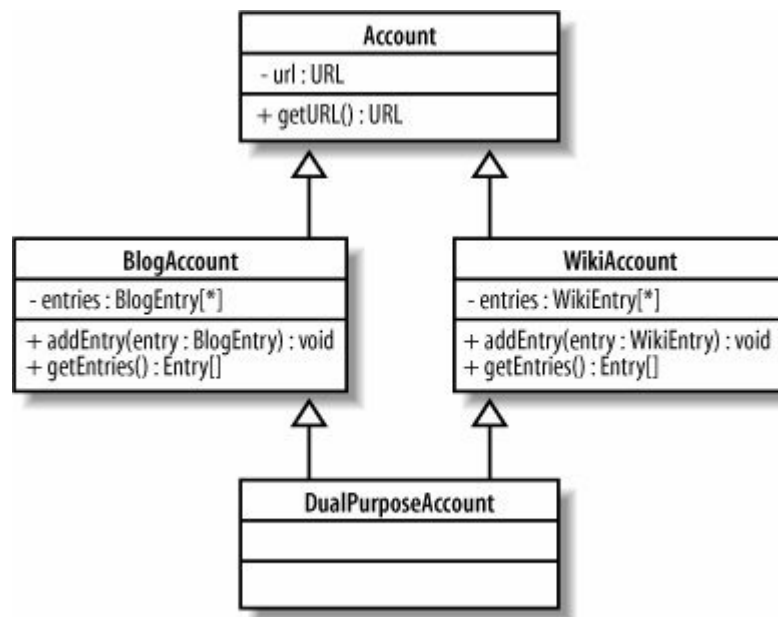 Account
- url : URL
+ getURL() : URL
BlogAccount
- entries : BlogEntry[*]
+ addEntry(entry : BlogEntry) : void
+ getEntries() : Entry[]
WikiAccount
- entries : WikiEntry[*]
+ addEntry(entry : WikiEntry) : void
+ getEntries() : Entry[]
DualPurposeAccount